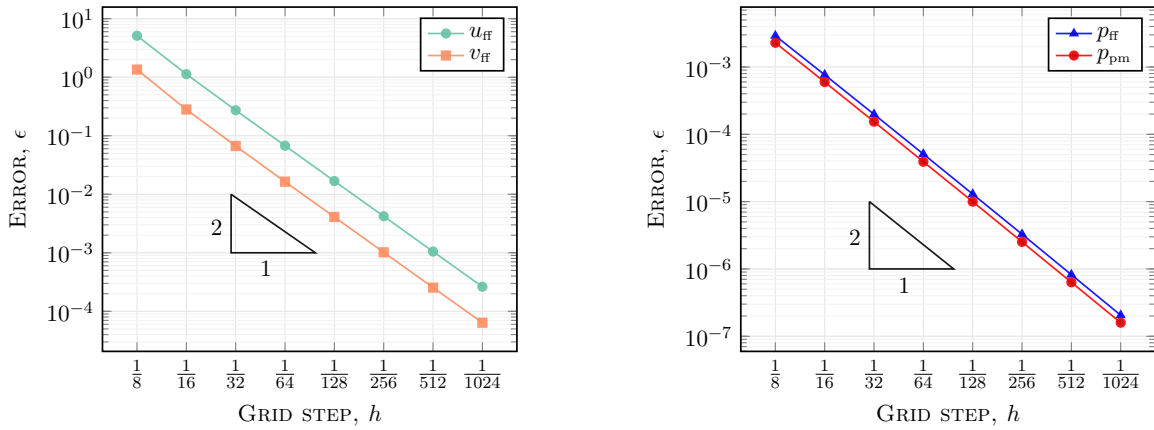 10^1
10^0
10^−1
10^−2
10^−3
10^−4
Error, ϵ
u_ff
v_ff
2
1
1/8 1/16 1/32 1/64 1/128 1/256 1/512 1/1024
Grid step, h
10^−3
10^−4
10^−5
10^−6
10^−7
Error, ϵ
p_ff
p_pm
2
1
1/8 1/16 1/32 1/64 1/128 1/256 1/512 1/1024
Grid step, h